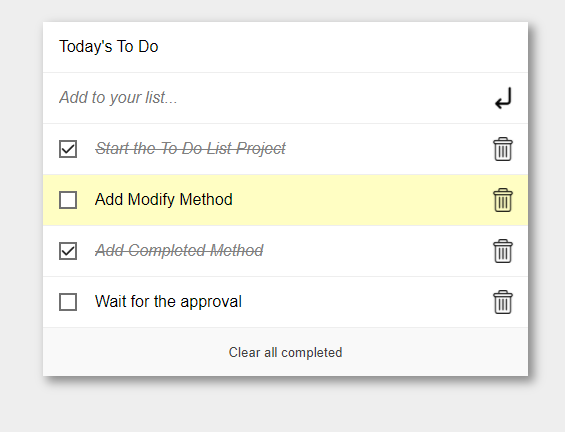 Today's To Do
Add to your list...
Start the To Do List Project
Add Modify Method
Add Completed Method
Wait for the approval
Clear all completed